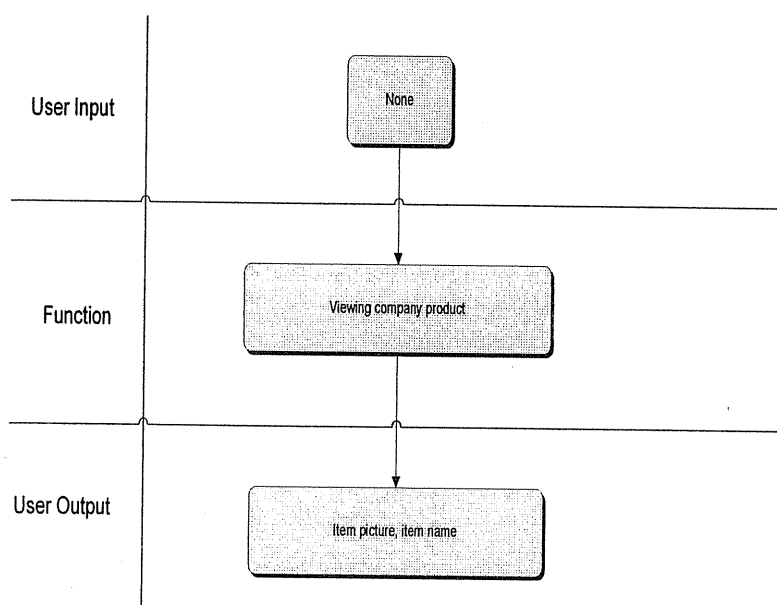 User Input
None
Function
Viewing company product
User Output
Item picture, item name